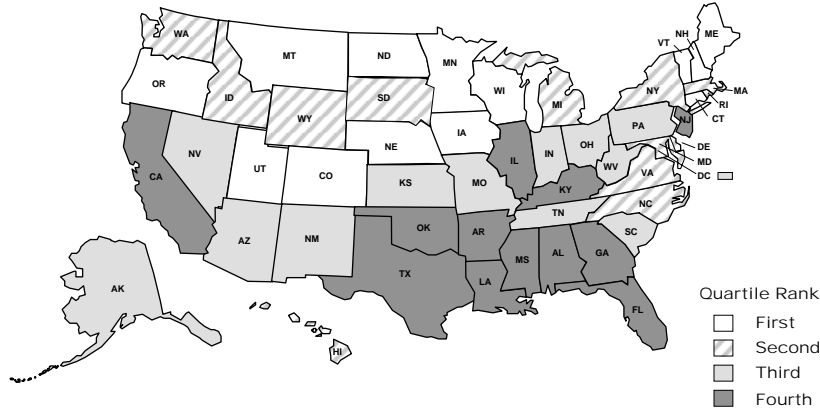 WA
OR
ID
MT
WY
ND
SD
NE
MN
IA
WI
MI
VT
NH
ME
NY
MA
RI
CT
NJ
PA
DE
MD
DC
CA
NV
UT
CO
KS
MO
IL
IN
OH
WV
VA
KY
NC
TN
SC
AZ
NM
OK
AR
TX
LA
MS
AL
GA
FL
AK
HI
Quartile Rank
First
Second
Third
Fourth